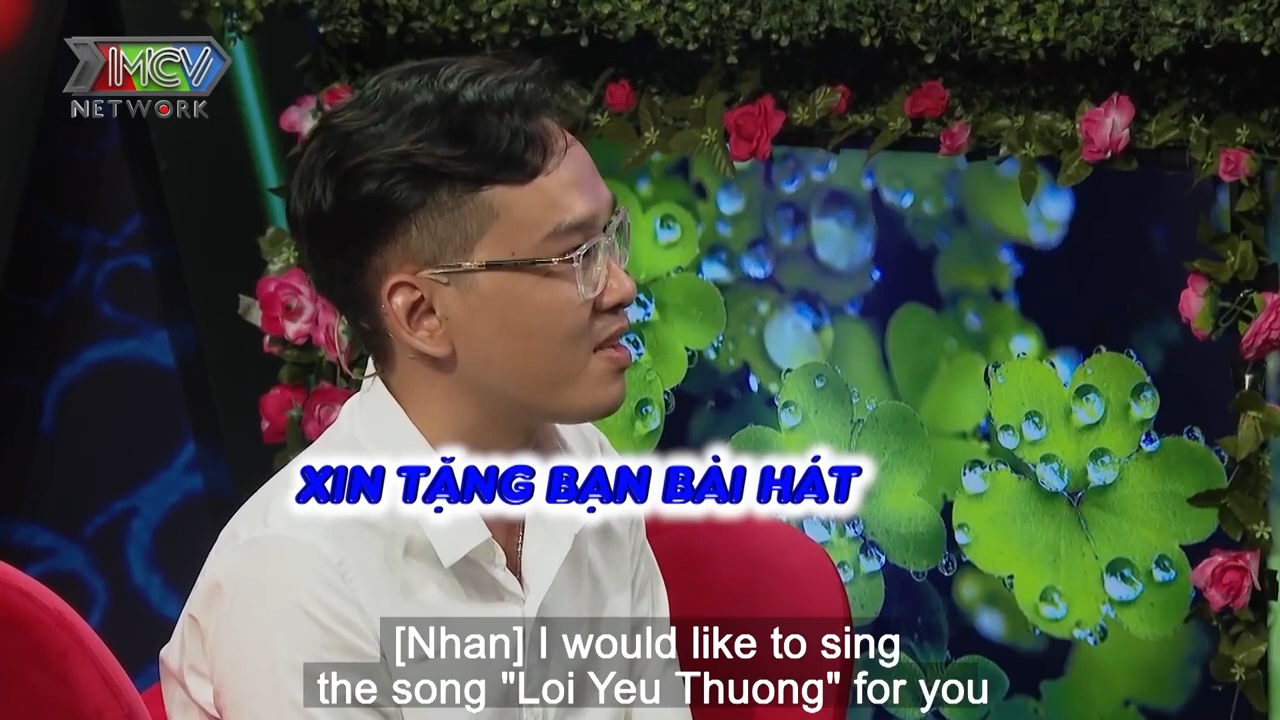 MCV
NETWORK
XIN TẶNG BẠN BÀI HÁT
[Nhan] I would like to sing
the song "Loi Yeu Thuong" for you